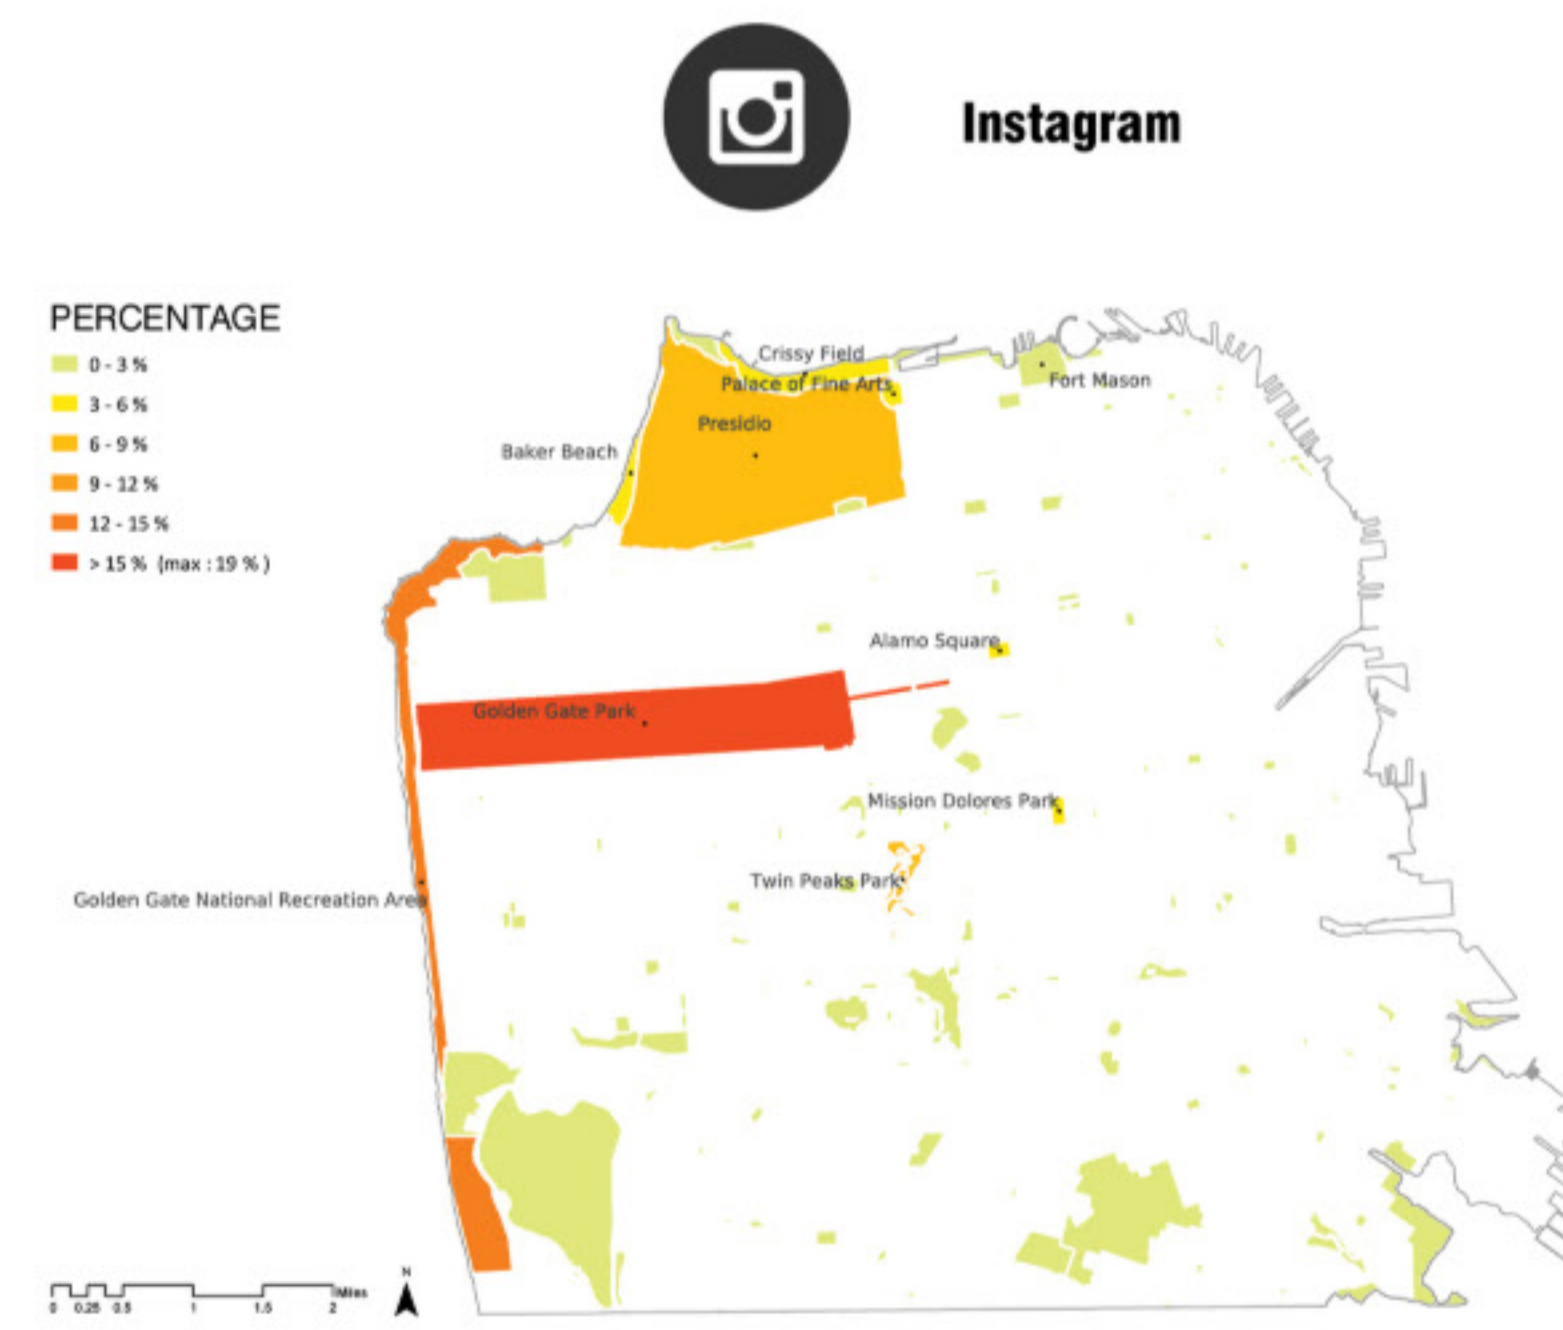 Instagram
PERCENTAGE
0 - 3 %
3 - 6 %
6 - 9 %
9 - 12 %
12 - 15 %
> 15 % (max : 19 % )
Crissy Field
Palace of Fine Arts
Fort Mason
Presidio
Baker Beach
Alamo Square
Golden Gate Park
Mission Dolores Park
Twin Peaks Park
Golden Gate National Recreation Area
N
Miles
0 0.25 0.5 1 1.5 2